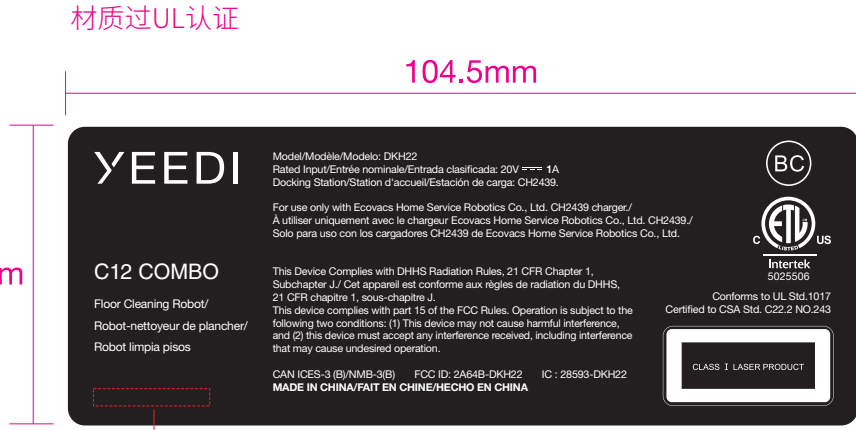 材质过UL认证
104.5mm
m
YEEDI
C12 COMBO
Floor Cleaning Robot/
Robot-nettoyeur de plancher/
Robot limpia pisos
Model/Modèle/Modelo: DKH22
Rated Input/Entrée nominale/Entrada clasificada: 20V ⎓ 1A
Docking Station/Station d'accueil/Estación de carga: CH2439.
For use only with Ecovacs Home Service Robotics Co., Ltd. CH2439 charger./
À utiliser uniquement avec le chargeur Ecovacs Home Service Robotics Co., Ltd. CH2439./
Solo para uso con los cargadores CH2439 de Ecovacs Home Service Robotics Co., Ltd.
This Device Complies with DHHS Radiation Rules, 21 CFR Chapter 1,
Subchapter J./ Cet appareil est conforme aux règles de radiation du DHHS,
21 CFR chapitre 1, sous-chapitre J.
This device complies with part 15 of the FCC Rules. Operation is subject to the
following two conditions: (1) This device may not cause harmful interference,
and (2) this device must accept any interference received, including interference
that may cause undesired operation.
CAN ICES-3 (B)/NMB-3(B) FCC ID: 2A64B-DKH22 IC : 28593-DKH22
MADE IN CHINA/FAIT EN CHINE/HECHO EN CHINA
BC
ETL
LISTED
C US
Intertek
5025506
Conforms to UL Std.1017
Certified to CSA Std. C22.2 NO.243
CLASS I LASER PRODUCT